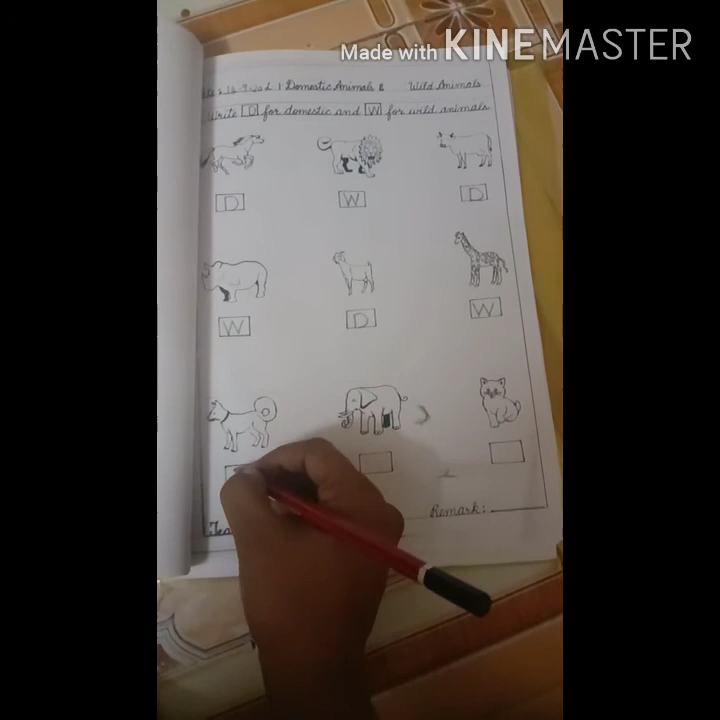 Made with KINEMASTER
Domestic Animals & Wild Animals
Write D for domestic and W for wild animals
D W D
W D W
Remark: